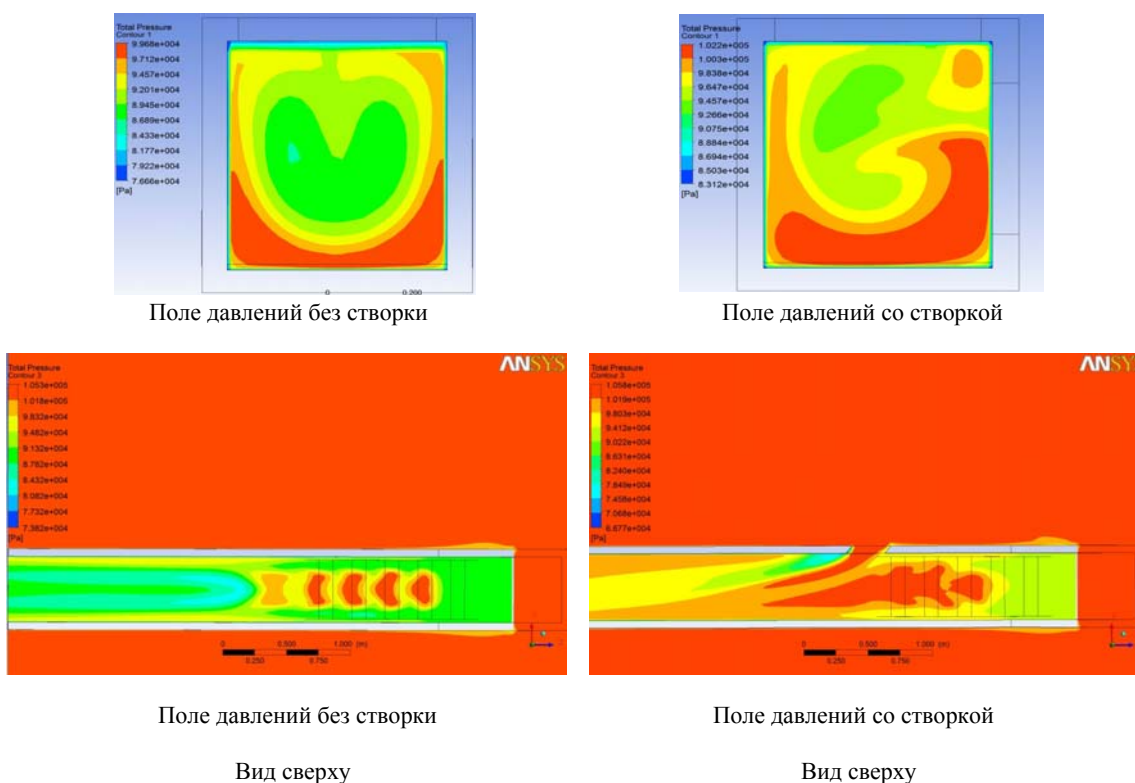 Total Pressure
Contour 1
9.968e+004
9.712e+004
9.457e+004
9.201e+004
8.945e+004
8.689e+004
8.433e+004
8.177e+004
7.922e+004
7.666e+004
[Pa]
0 0.200
Поле давлений без створки
Total Pressure
Contour 1
1.022e+005
1.003e+005
9.838e+004
9.647e+004
9.457e+004
9.266e+004
9.075e+004
8.884e+004
8.694e+004
8.503e+004
8.312e+004
[Pa]
Поле давлений со створкой
Total Pressure
Contour 3
1.053e+005
1.018e+005
9.832e+004
9.482e+004
9.132e+004
8.782e+004
8.432e+004
8.082e+004
7.732e+004
7.382e+004
[Pa]
ANSYS
0 0.500 1.000 (m)
0.250 0.750
Total Pressure
Contour 3
1.058e+005
1.019e+005
9.803e+004
9.412e+004
9.022e+004
8.631e+004
8.240e+004
7.849e+004
7.458e+004
7.068e+004
6.677e+004
[Pa]
ANSY
0 0.500 1.000 (m)
0.250 0.750
Поле давлений без створки
Поле давлений со створкой
Вид сверху
Вид сверху